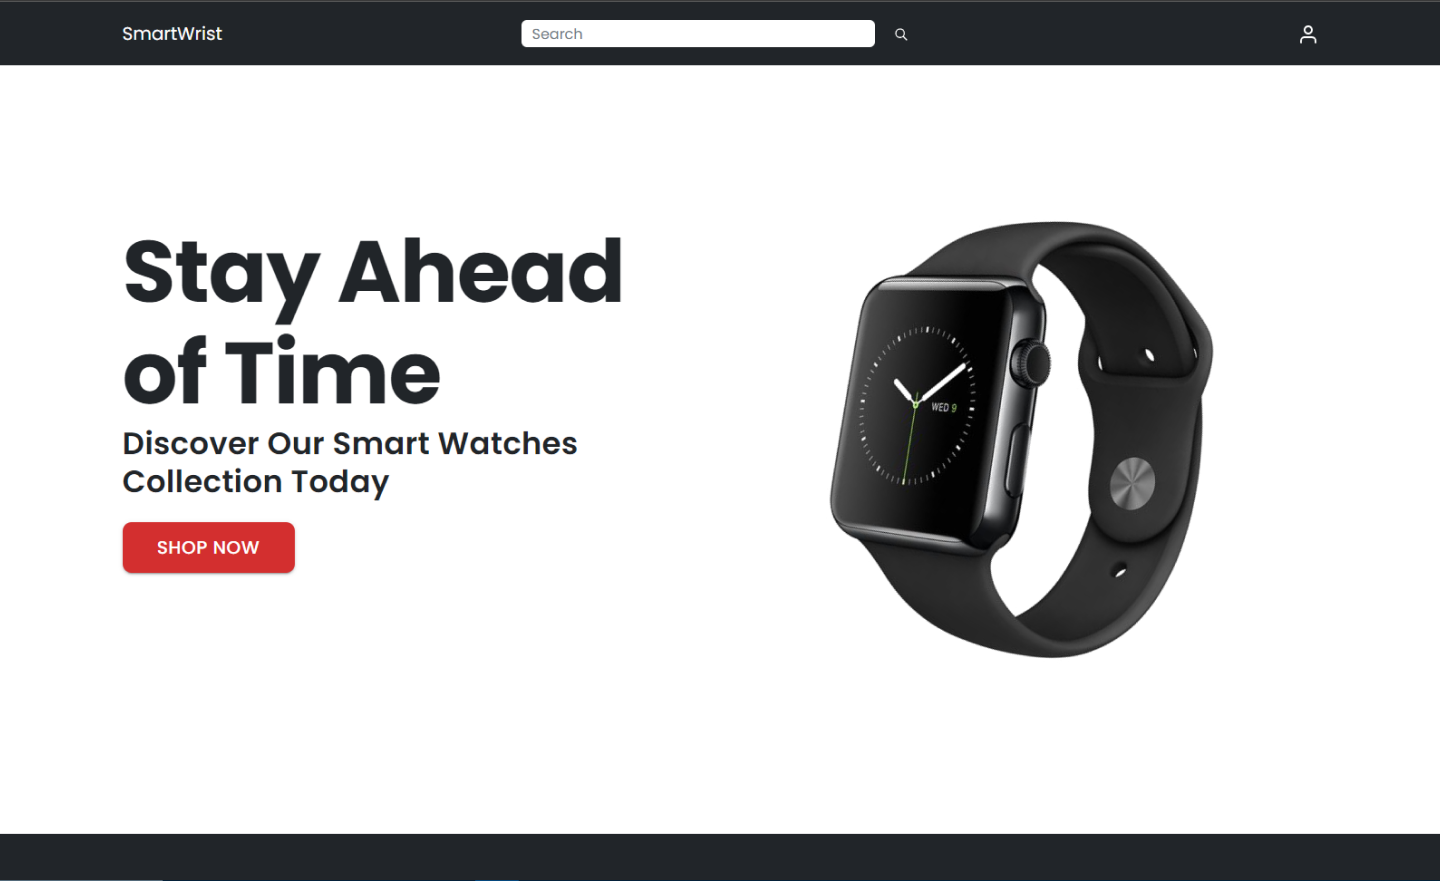 SmartWrist
Search
Stay Ahead
of Time
Discover Our Smart Watches
Collection Today
SHOP NOW
WED 9